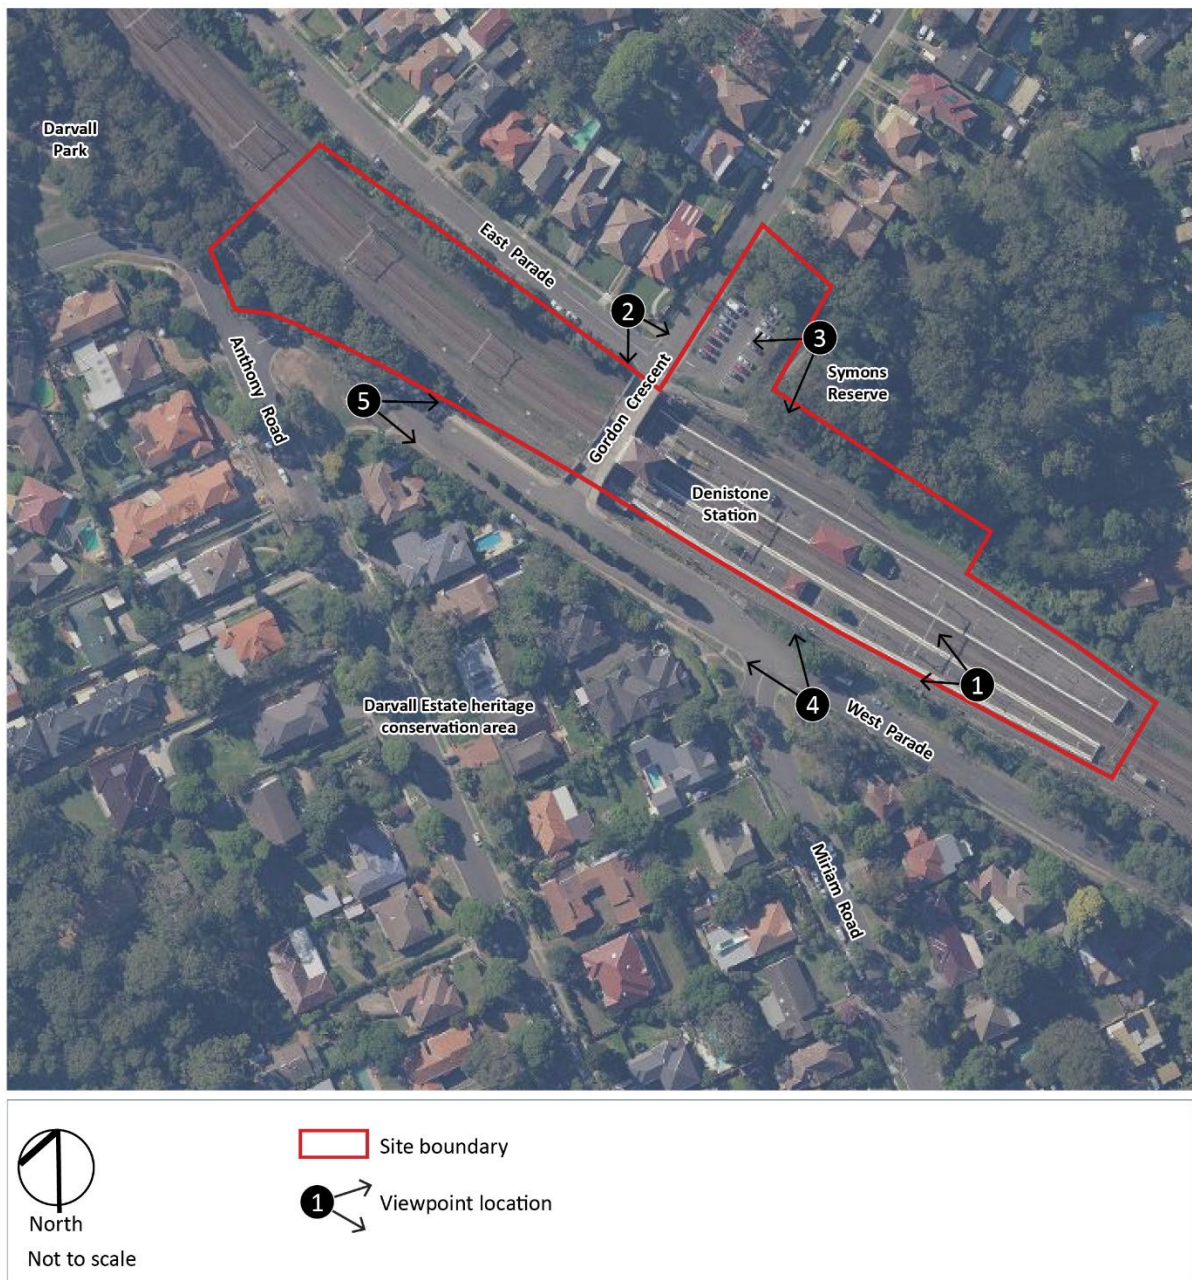 Darvall
Park
East Parade
2
3
Symons
Reserve
Anthony Road
5
Gordon Crescent
Denistone
Station
1
4
West Parade
Darvall Estate heritage
conservation area
Miriam Road
North
Not to scale
Site boundary
1
Viewpoint location